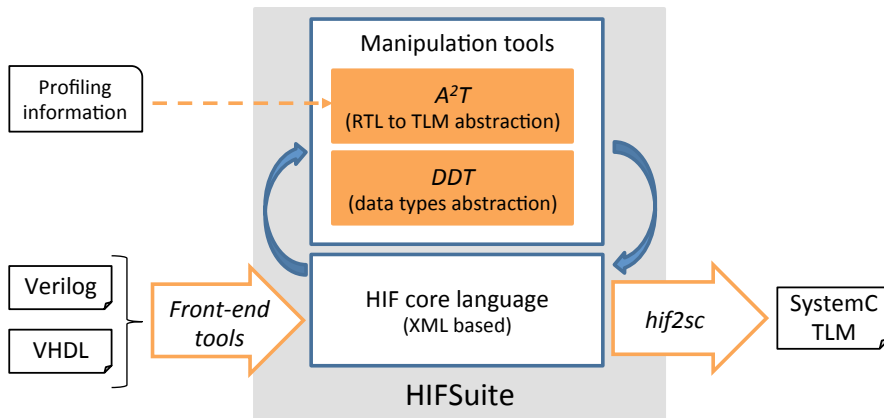 Manipulation tools
Profiling
information
A²T
(RTL to TLM abstraction)
DDT
(data types abstraction)
Verilog
VHDL
Front-end
tools
HIF core language
(XML based)
hif2sc
SystemC
TLM
HIFSuite